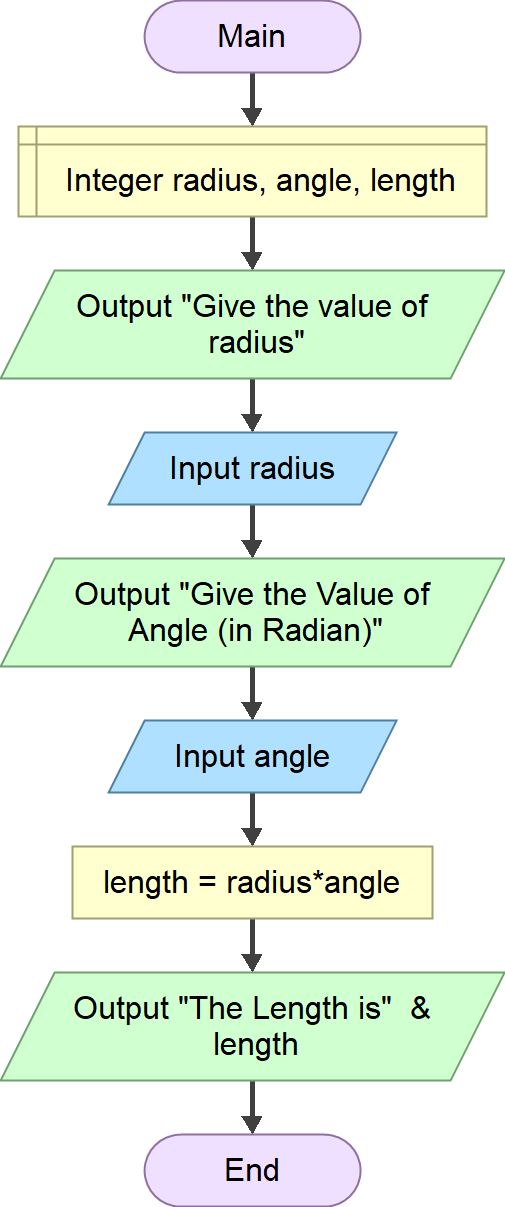 Main
Integer radius, angle, length
Output "Give the value of
radius"
Input radius
Output "Give the Value of
Angle (in Radian)"
Input angle
length = radius*angle
Output "The Length is"  &
length
End